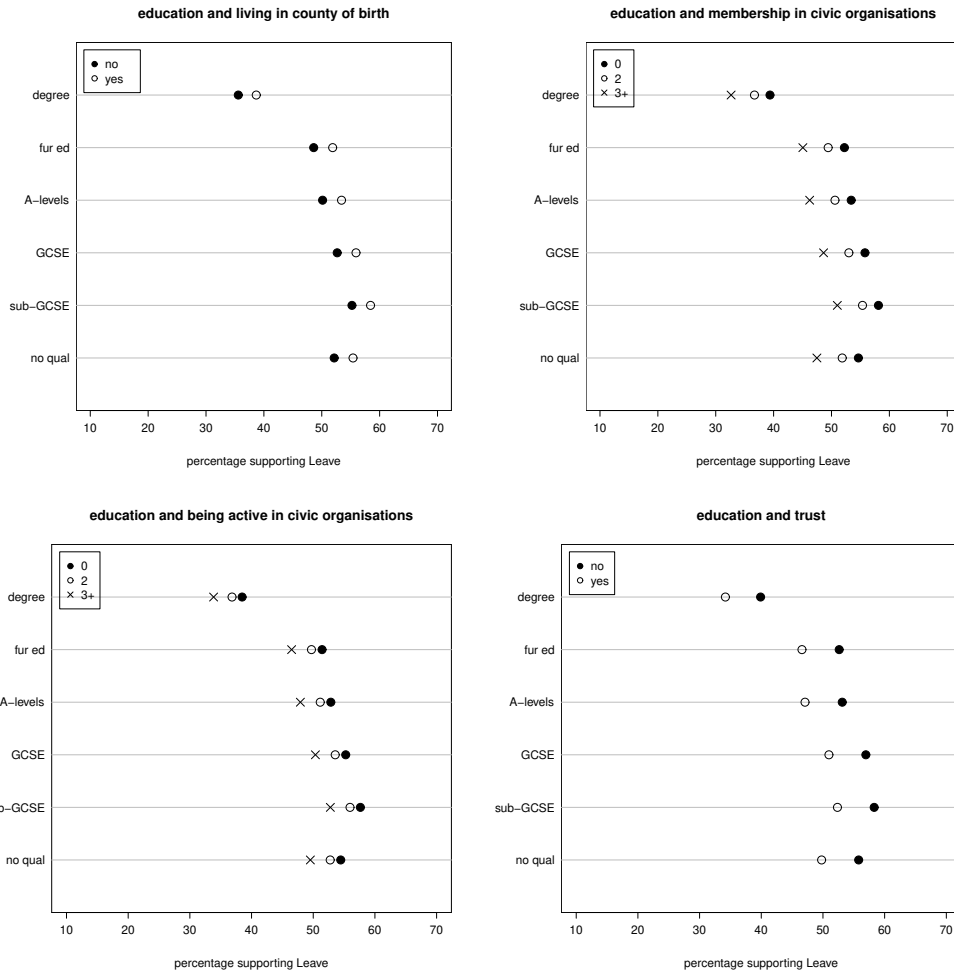 education and living in county of birth
no
yes
degree
fur ed
A−levels
GCSE
sub−GCSE
no qual
10 20 30 40 50 60 70
percentage supporting Leave
education and membership in civic organisations
0
2
3+
degree
fur ed
A−levels
GCSE
sub−GCSE
no qual
10 20 30 40 50 60 70
percentage supporting Leave
education and being active in civic organisations
0
2
3+
degree
fur ed
A−levels
GCSE
b−GCSE
no qual
10 20 30 40 50 60 70
percentage supporting Leave
education and trust
no
yes
degree
fur ed
A−levels
GCSE
sub−GCSE
no qual
10 20 30 40 50 60 70
percentage supporting Leave